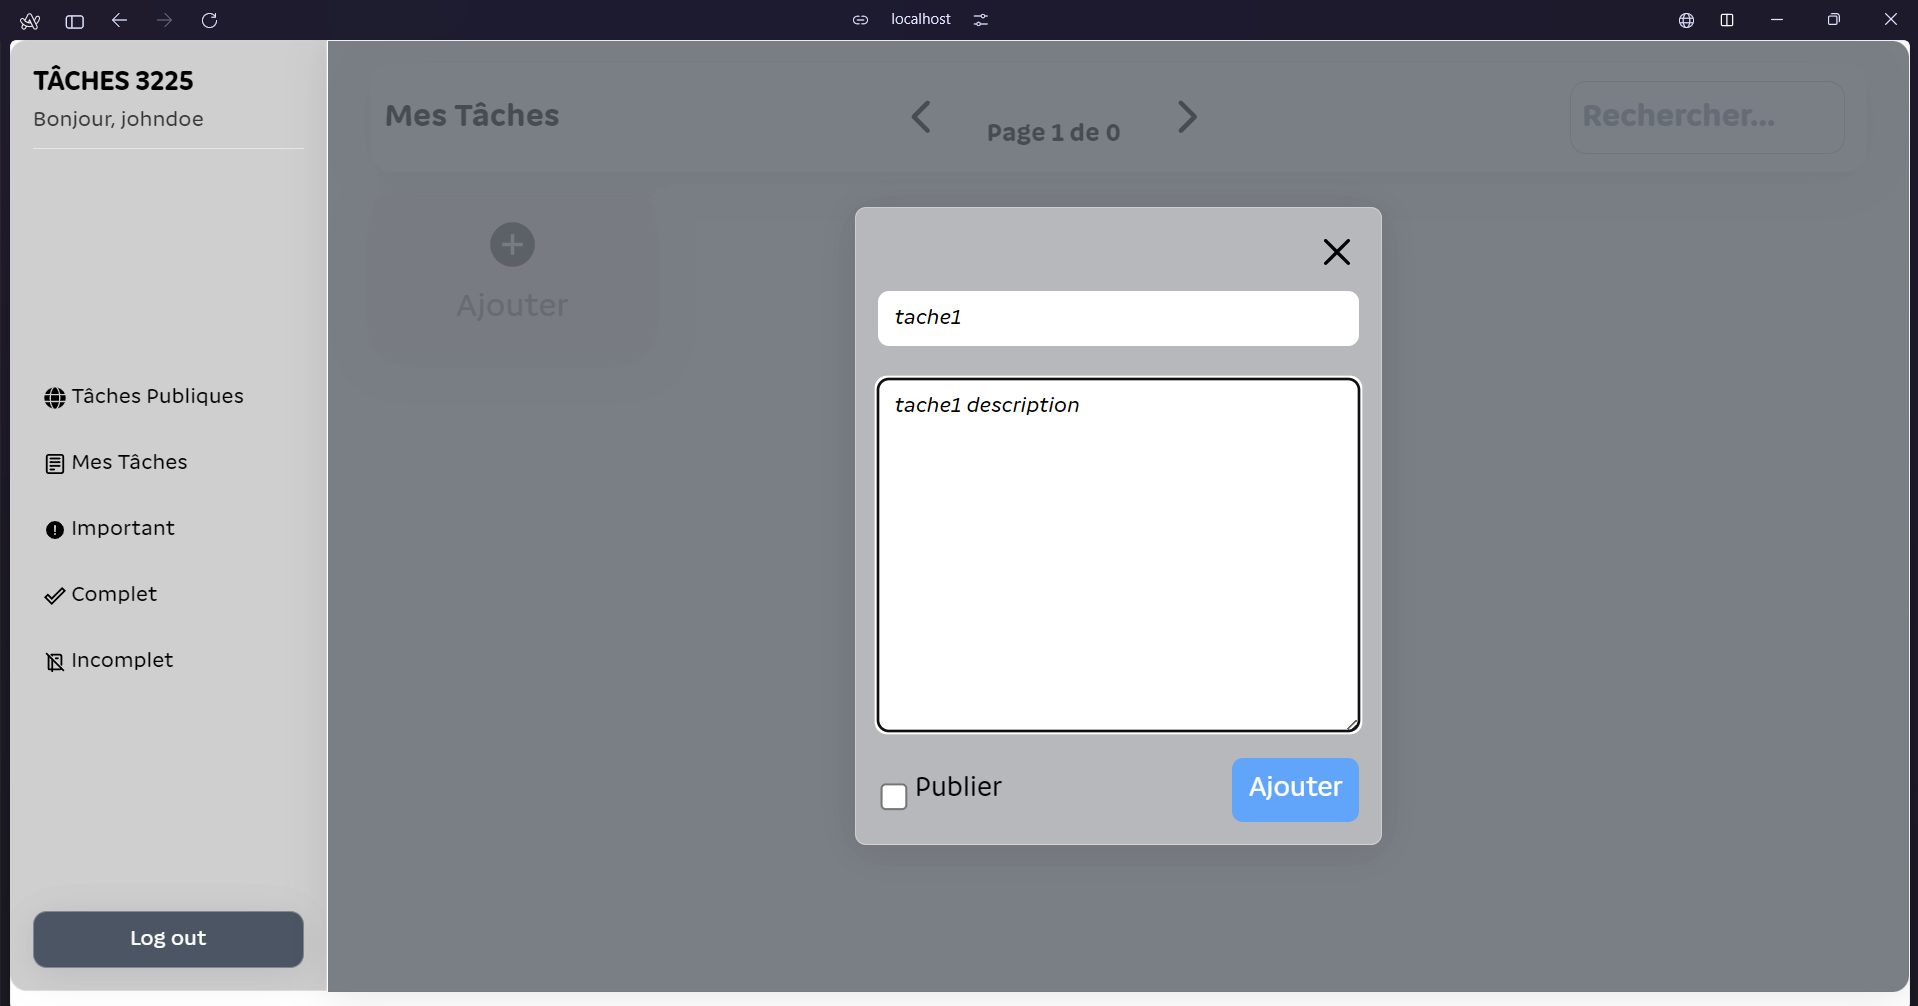 localhost
TÂCHES 3225
Bonjour, johndoe
Tâches Publiques
Mes Tâches
Important
Complet
Incomplet
Log out
Mes Tâches
Page 1 de 0
Rechercher...
Ajouter
tache1
tache1 description
Publier
Ajouter